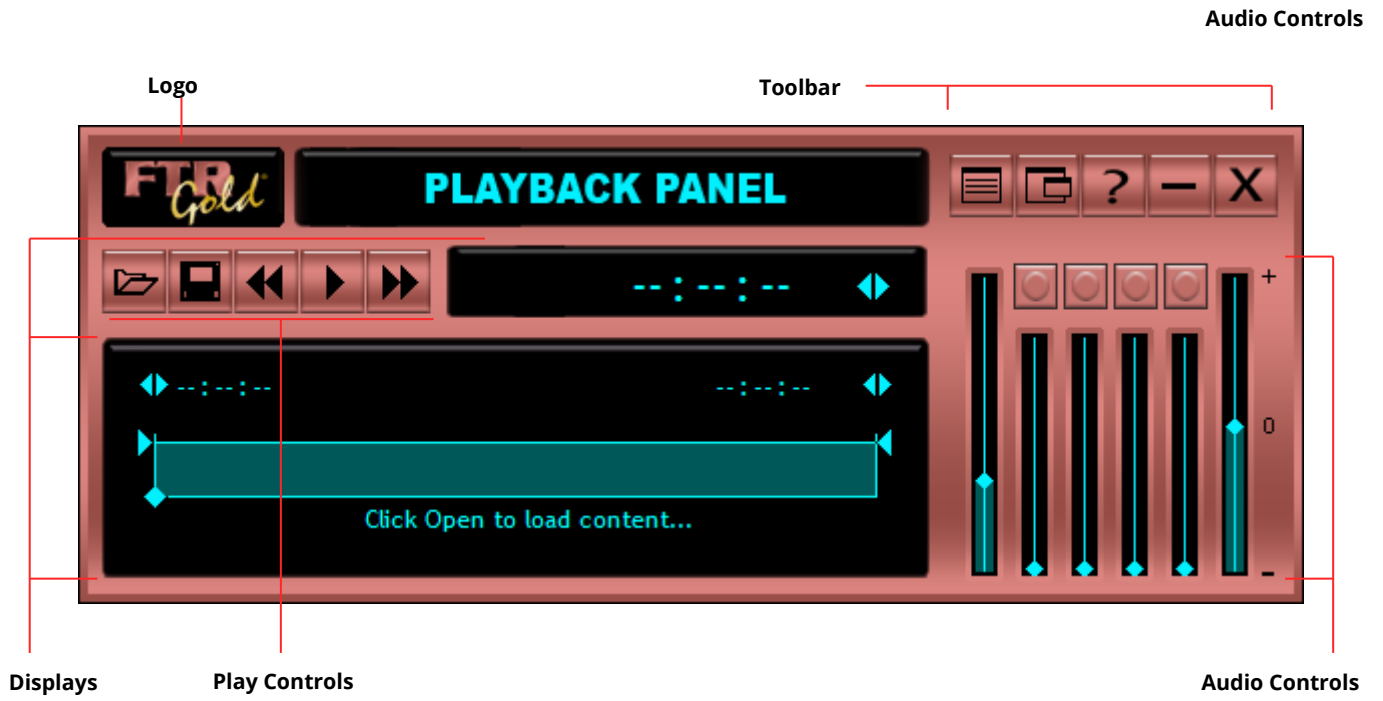 Audio Controls
Logo
Toolbar
FTR
Gold
PLAYBACK PANEL
?
X
--:--:--
+
--:--:--
--:--:--
0
Click Open to load content...
-
Displays
Play Controls
Audio Controls